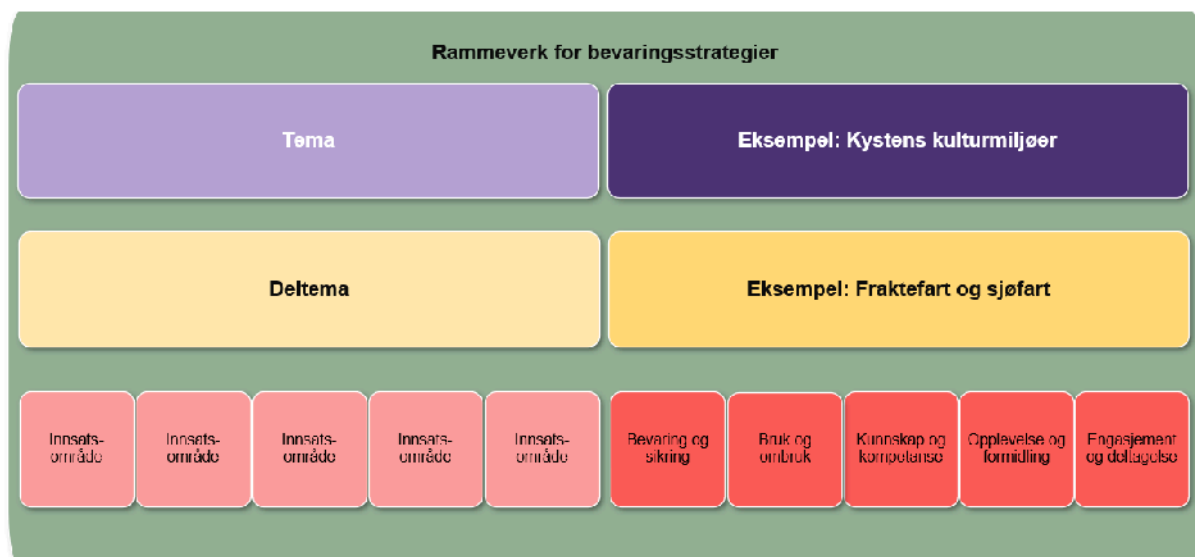 Rammeverk for bevaringsstrategier
Tema
Eksempel: Kystens kulturmiljøer
Deltema
Eksempel: Fraktefart og sjøfart
Innsats-
område
Innsats-
område
Innsats-
område
Innsats-
område
Innsats-
område
Bevaring og
sikring
Bruk og
ombruk
Kunnskap og
kompetanse
Opplevelse og
formidling
Engasjement
og deltagelse